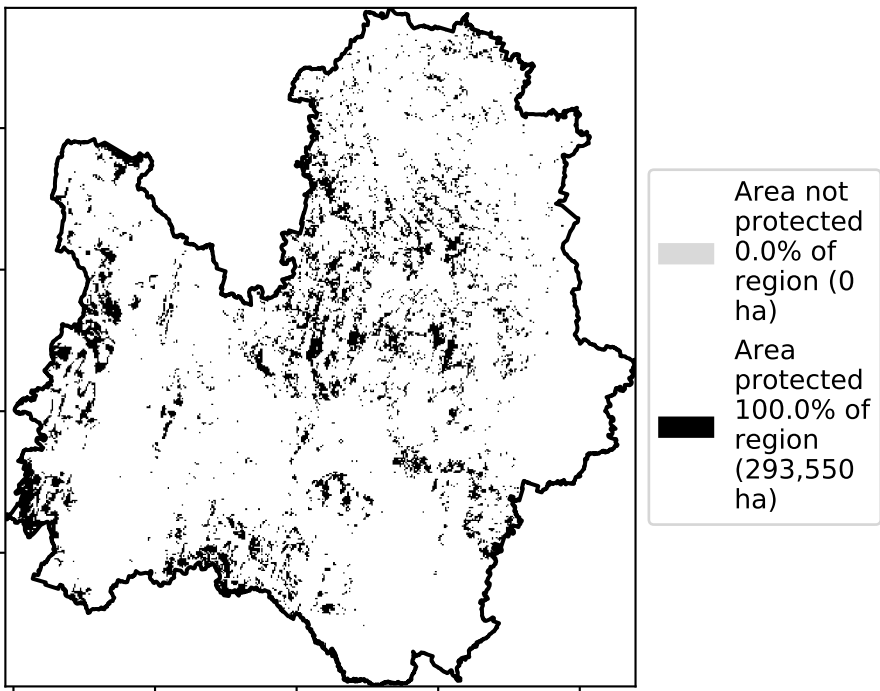 Area not
protected
0.0% of
region (0
ha)
Area
protected
100.0% of
region
(293,550
ha)